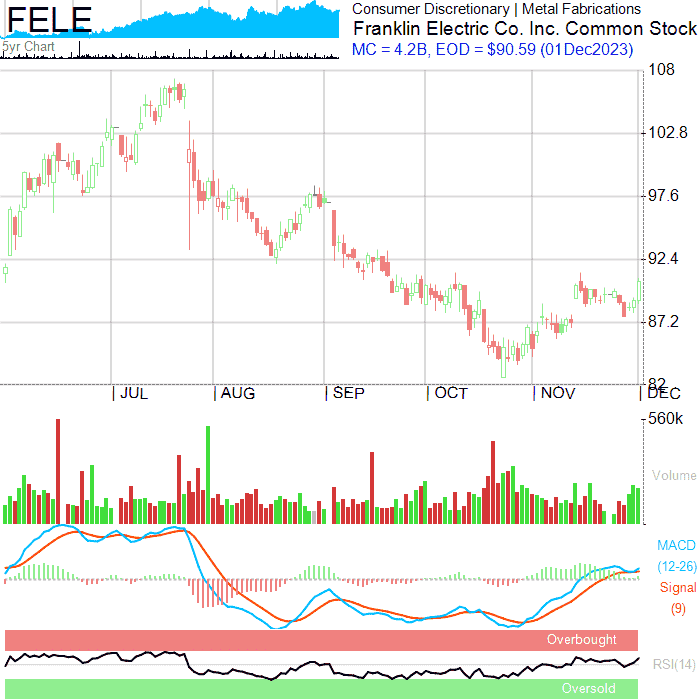 FELE
5yr Chart
Consumer Discretionary | Metal Fabrications
Franklin Electric Co. Inc. Common Stock
MC = 4.2B, EOD = $90.59 (01Dec2023)
108
102.8
97.6
92.4
87.2
82
| JUL | AUG | SEP | OCT | NOV | DEC
560k
Volume
MACD
(12-26)
Signal
(9)
Overbought
RSI(14)
Oversold